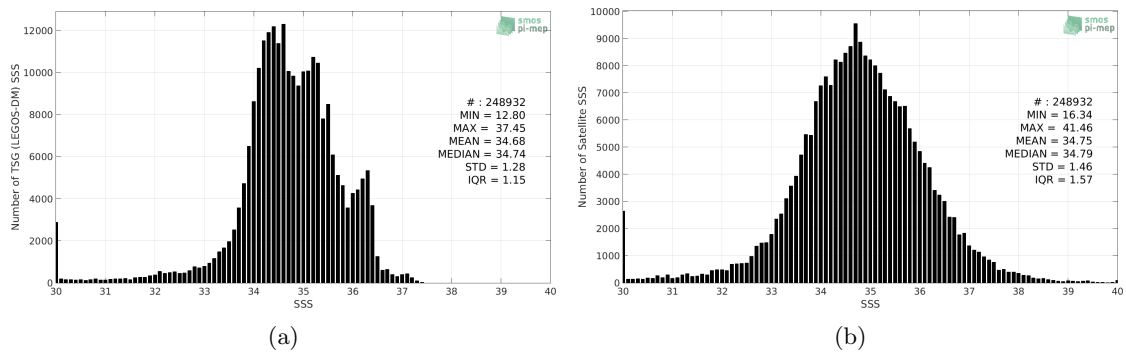 12000
10000
8000
6000
4000
2000
0
30
31
32
33
34
35
36
37
38
39
40
SSS
Number of TSG (LEGOS-DM) SSS
smos
pi-mep
# : 248932
MIN = 12.80
MAX = 37.45
MEAN = 34.68
MEDIAN = 34.74
STD = 1.28
IQR = 1.15
(a)
10000
9000
8000
7000
6000
5000
4000
3000
2000
1000
0
30
31
32
33
34
35
36
37
38
39
40
SSS
Number of Satellite SSS
smos
pi-mep
# : 248932
MIN = 16.34
MAX = 41.46
MEAN = 34.75
MEDIAN = 34.79
STD = 1.46
IQR = 1.57
(b)